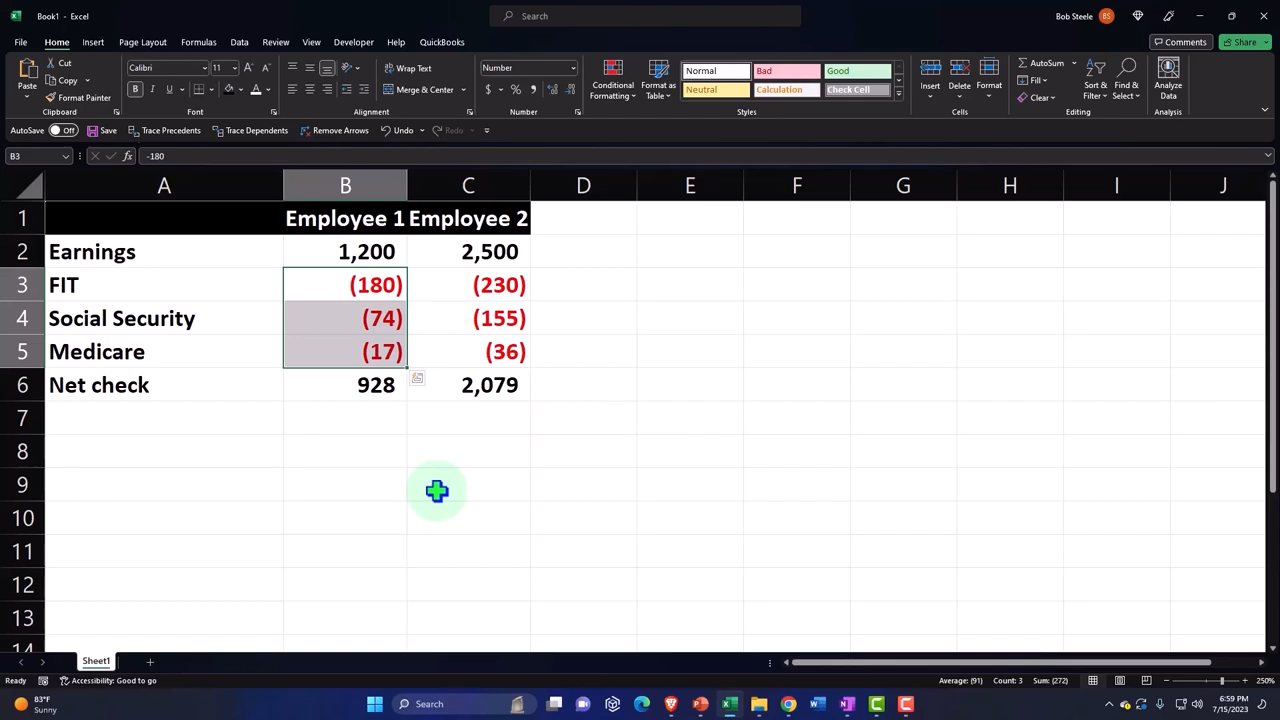 Book1 - Excel
Search
Bob Steele BS
File Home Insert Page Layout Formulas Data Review View Developer Help QuickBooks
Comments Share
Paste
Cut
Copy
Format Painter
Clipboard
Calibri 11
B I U
Font
Wrap Text
Merge & Center
Alignment
Number
$ % ,
Number
Conditional Formatting
Format as Table
Normal Bad Good
Neutral Calculation Check Cell
Styles
Insert Delete Format
Cells
AutoSum
Fill
Clear
Sort & Filter
Find & Select
Editing
Analyze Data
Analysis
AutoSave Off Save Trace Precedents Trace Dependents Remove Arrows Undo Redo
B3 fx -180
A B C D E F G H I J
1 Employee 1 Employee 2
2 Earnings 1,200 2,500
3 FIT (180) (230)
4 Social Security (74) (155)
5 Medicare (17) (36)
6 Net check 928 2,079
7
8
9
10
11
12
13
14
Sheet1
Ready Accessibility: Good to go Average: (91) Count: 3 Sum: (272) 250%
83°F
Sunny
Search
6:59 PM
7/15/2023